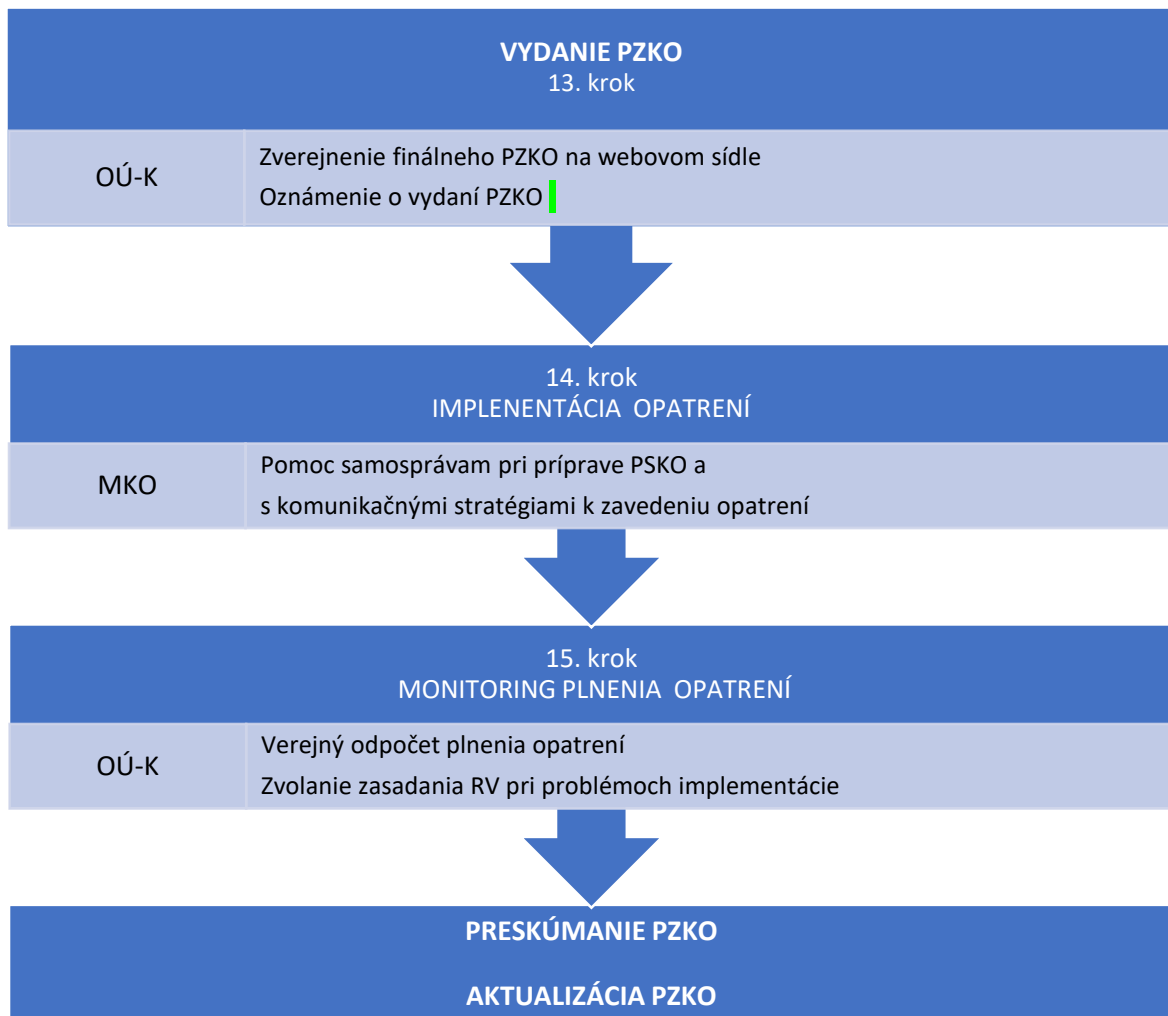 VYDANIE PZKO
13. krok
OÚ-K
Zverejnenie finálneho PZKO na webovom sídle
Oznámenie o vydaní PZKO
14. krok
IMPLENENTÁCIA OPATRENÍ
MKO
Pomoc samosprávam pri príprave PSKO a
s komunikačnými stratégiami k zavedeniu opatrení
15. krok
MONITORING PLNENIA OPATRENÍ
OÚ-K
Verejný odpočet plnenia opatrení
Zvolanie zasadania RV pri problémoch implementácie
PRESKÚMANIE PZKO
AKTUALIZÁCIA PZKO